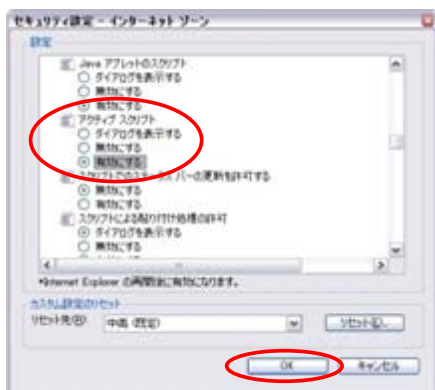 セキュリティ設定 - インターネット ゾーン
設定
Java アプレットのスクリプト
ダイアログを表示する
無効にする
有効にする
アクティブ スクリプト
ダイアログを表示する
無効にする
有効にする
スクリプトでのステータス バーの更新を許可する
無効にする
有効にする
スクリプトによる貼り付け処理の許可
ダイアログを表示する
無効にする
*Internet Explorer の再開後に有効になります。
カスタム設定のリセット
リセット先(R): 中高 (既定) リセット(E)...
OK キャンセル